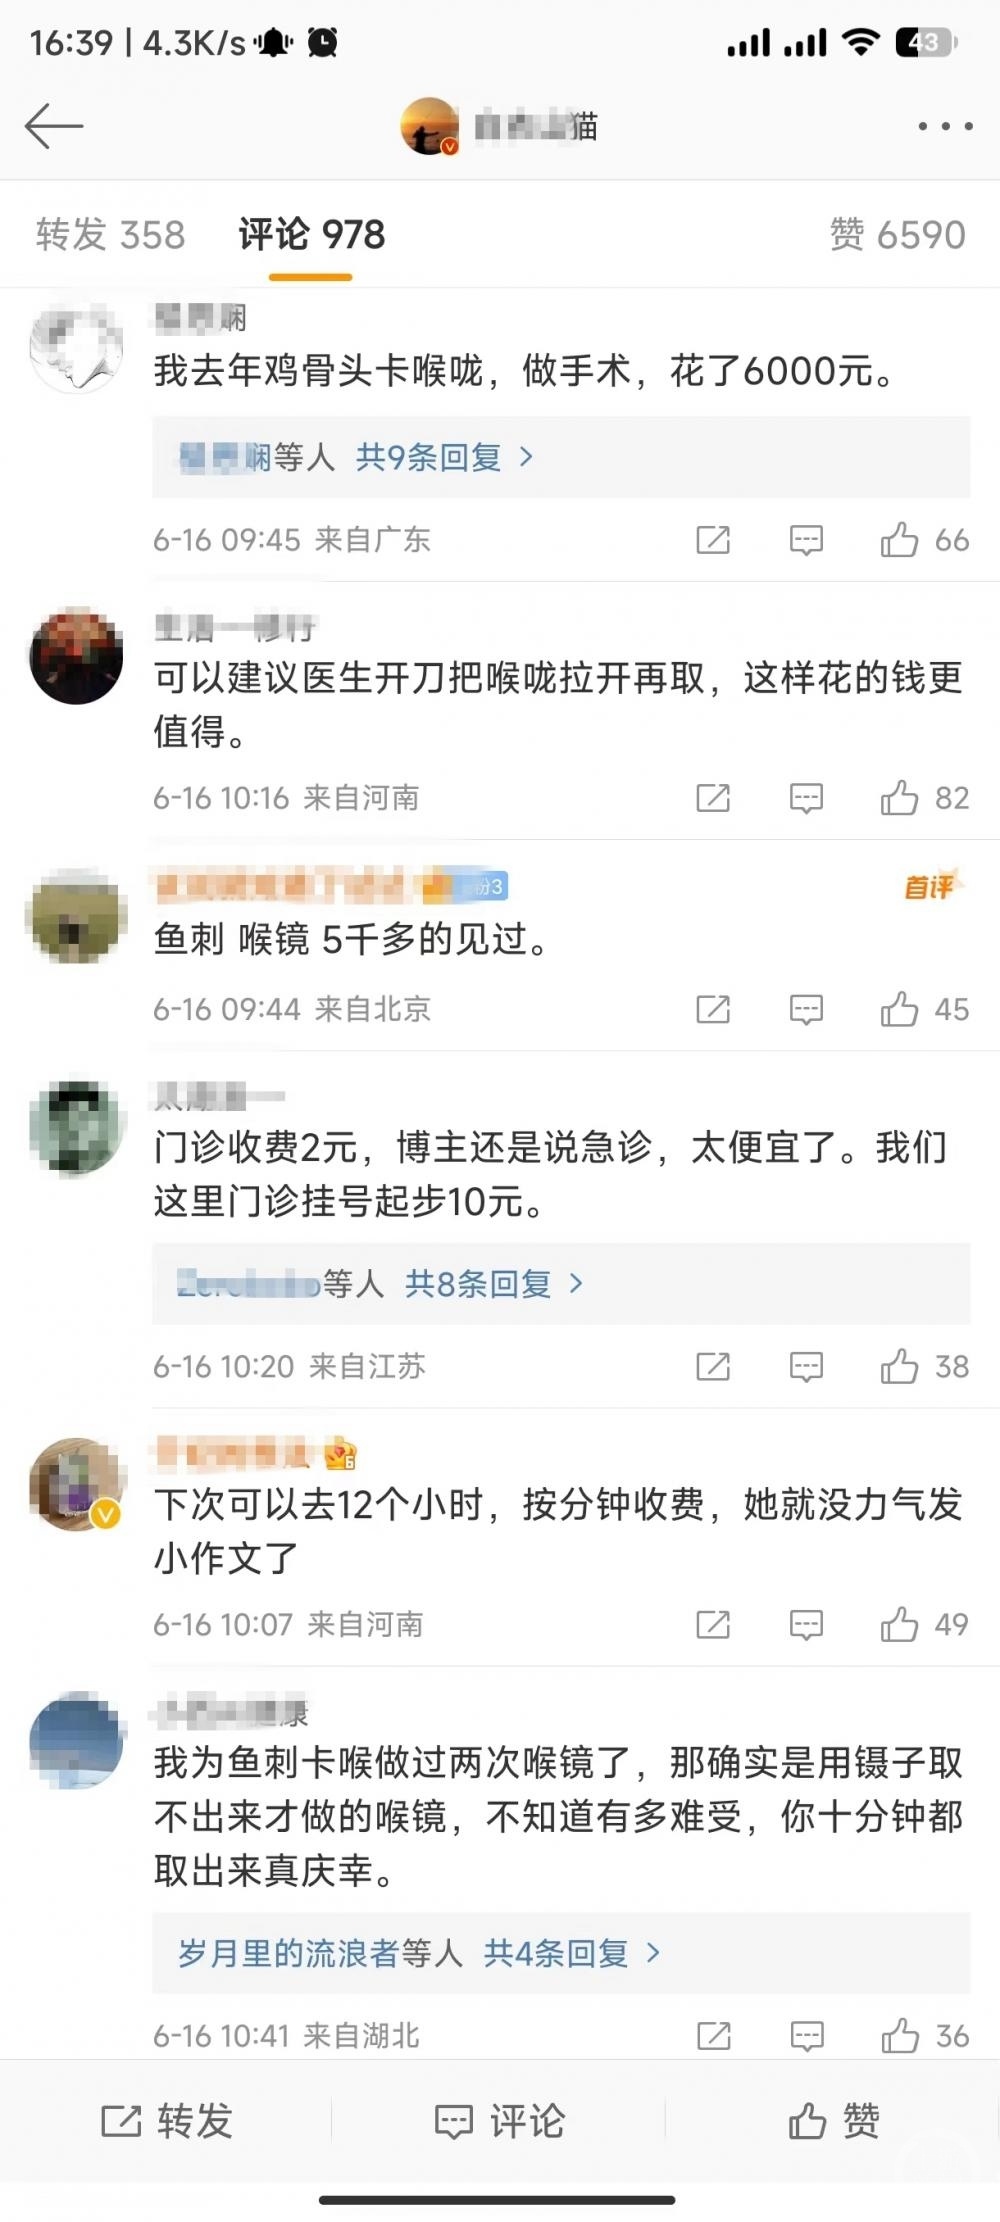 16:39 | 4.3K/s
43
猫
转发 358
评论 978
赞 6590
娴
我去年鸡骨头卡喉咙，做手术，花了6000元。
娴等人 共9条回复 >
6-16 09:45 来自广东
66
生活一修行
可以建议医生开刀把喉咙拉开再取，这样花的钱更
值得。
6-16 10:16 来自河南
82
粉3
首评
鱼刺 喉镜 5千多的见过。
6-16 09:44 来自北京
45
门诊收费2元，博主还是说急诊，太便宜了。我们
这里门诊挂号起步10元。
等人 共8条回复 >
6-16 10:20 来自江苏
38
6
下次可以去12个小时，按分钟收费，她就没力气发
小作文了
6-16 10:07 来自河南
49
康
我为鱼刺卡喉做过两次喉镜了，那确实是用镊子取
不出来才做的喉镜，不知道有多难受，你十分钟都
取出来真庆幸。
岁月里的流浪者等人 共4条回复 >
6-16 10:41 来自湖北
36
转发
评论
赞